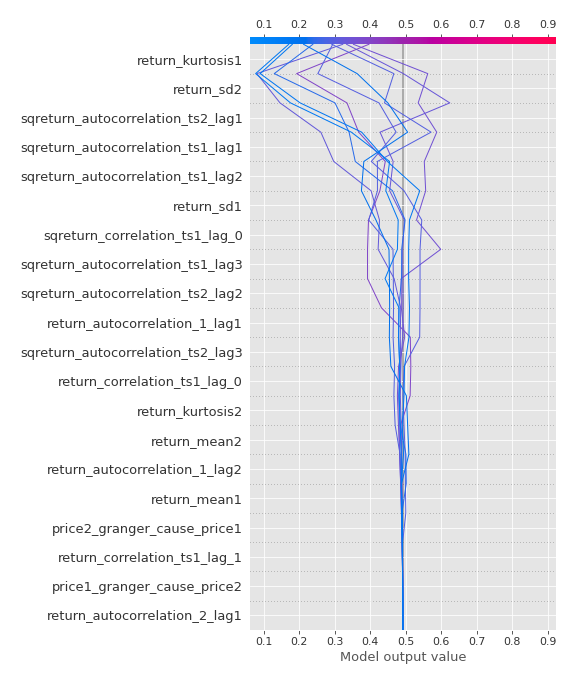 0.1 0.2 0.3 0.4 0.5 0.6 0.7 0.8 0.9
return_kurtosis1
return_sd2
sqreturn_autocorrelation_ts2_lag1
sqreturn_autocorrelation_ts1_lag1
sqreturn_autocorrelation_ts1_lag2
return_sd1
sqreturn_correlation_ts1_lag_0
sqreturn_autocorrelation_ts1_lag3
sqreturn_autocorrelation_ts2_lag2
return_autocorrelation_1_lag1
sqreturn_autocorrelation_ts2_lag3
return_correlation_ts1_lag_0
return_kurtosis2
return_mean2
return_autocorrelation_1_lag2
return_mean1
price2_granger_cause_price1
return_correlation_ts1_lag_1
price1_granger_cause_price2
return_autocorrelation_2_lag1
0.1 0.2 0.3 0.4 0.5 0.6 0.7 0.8 0.9
Model output value